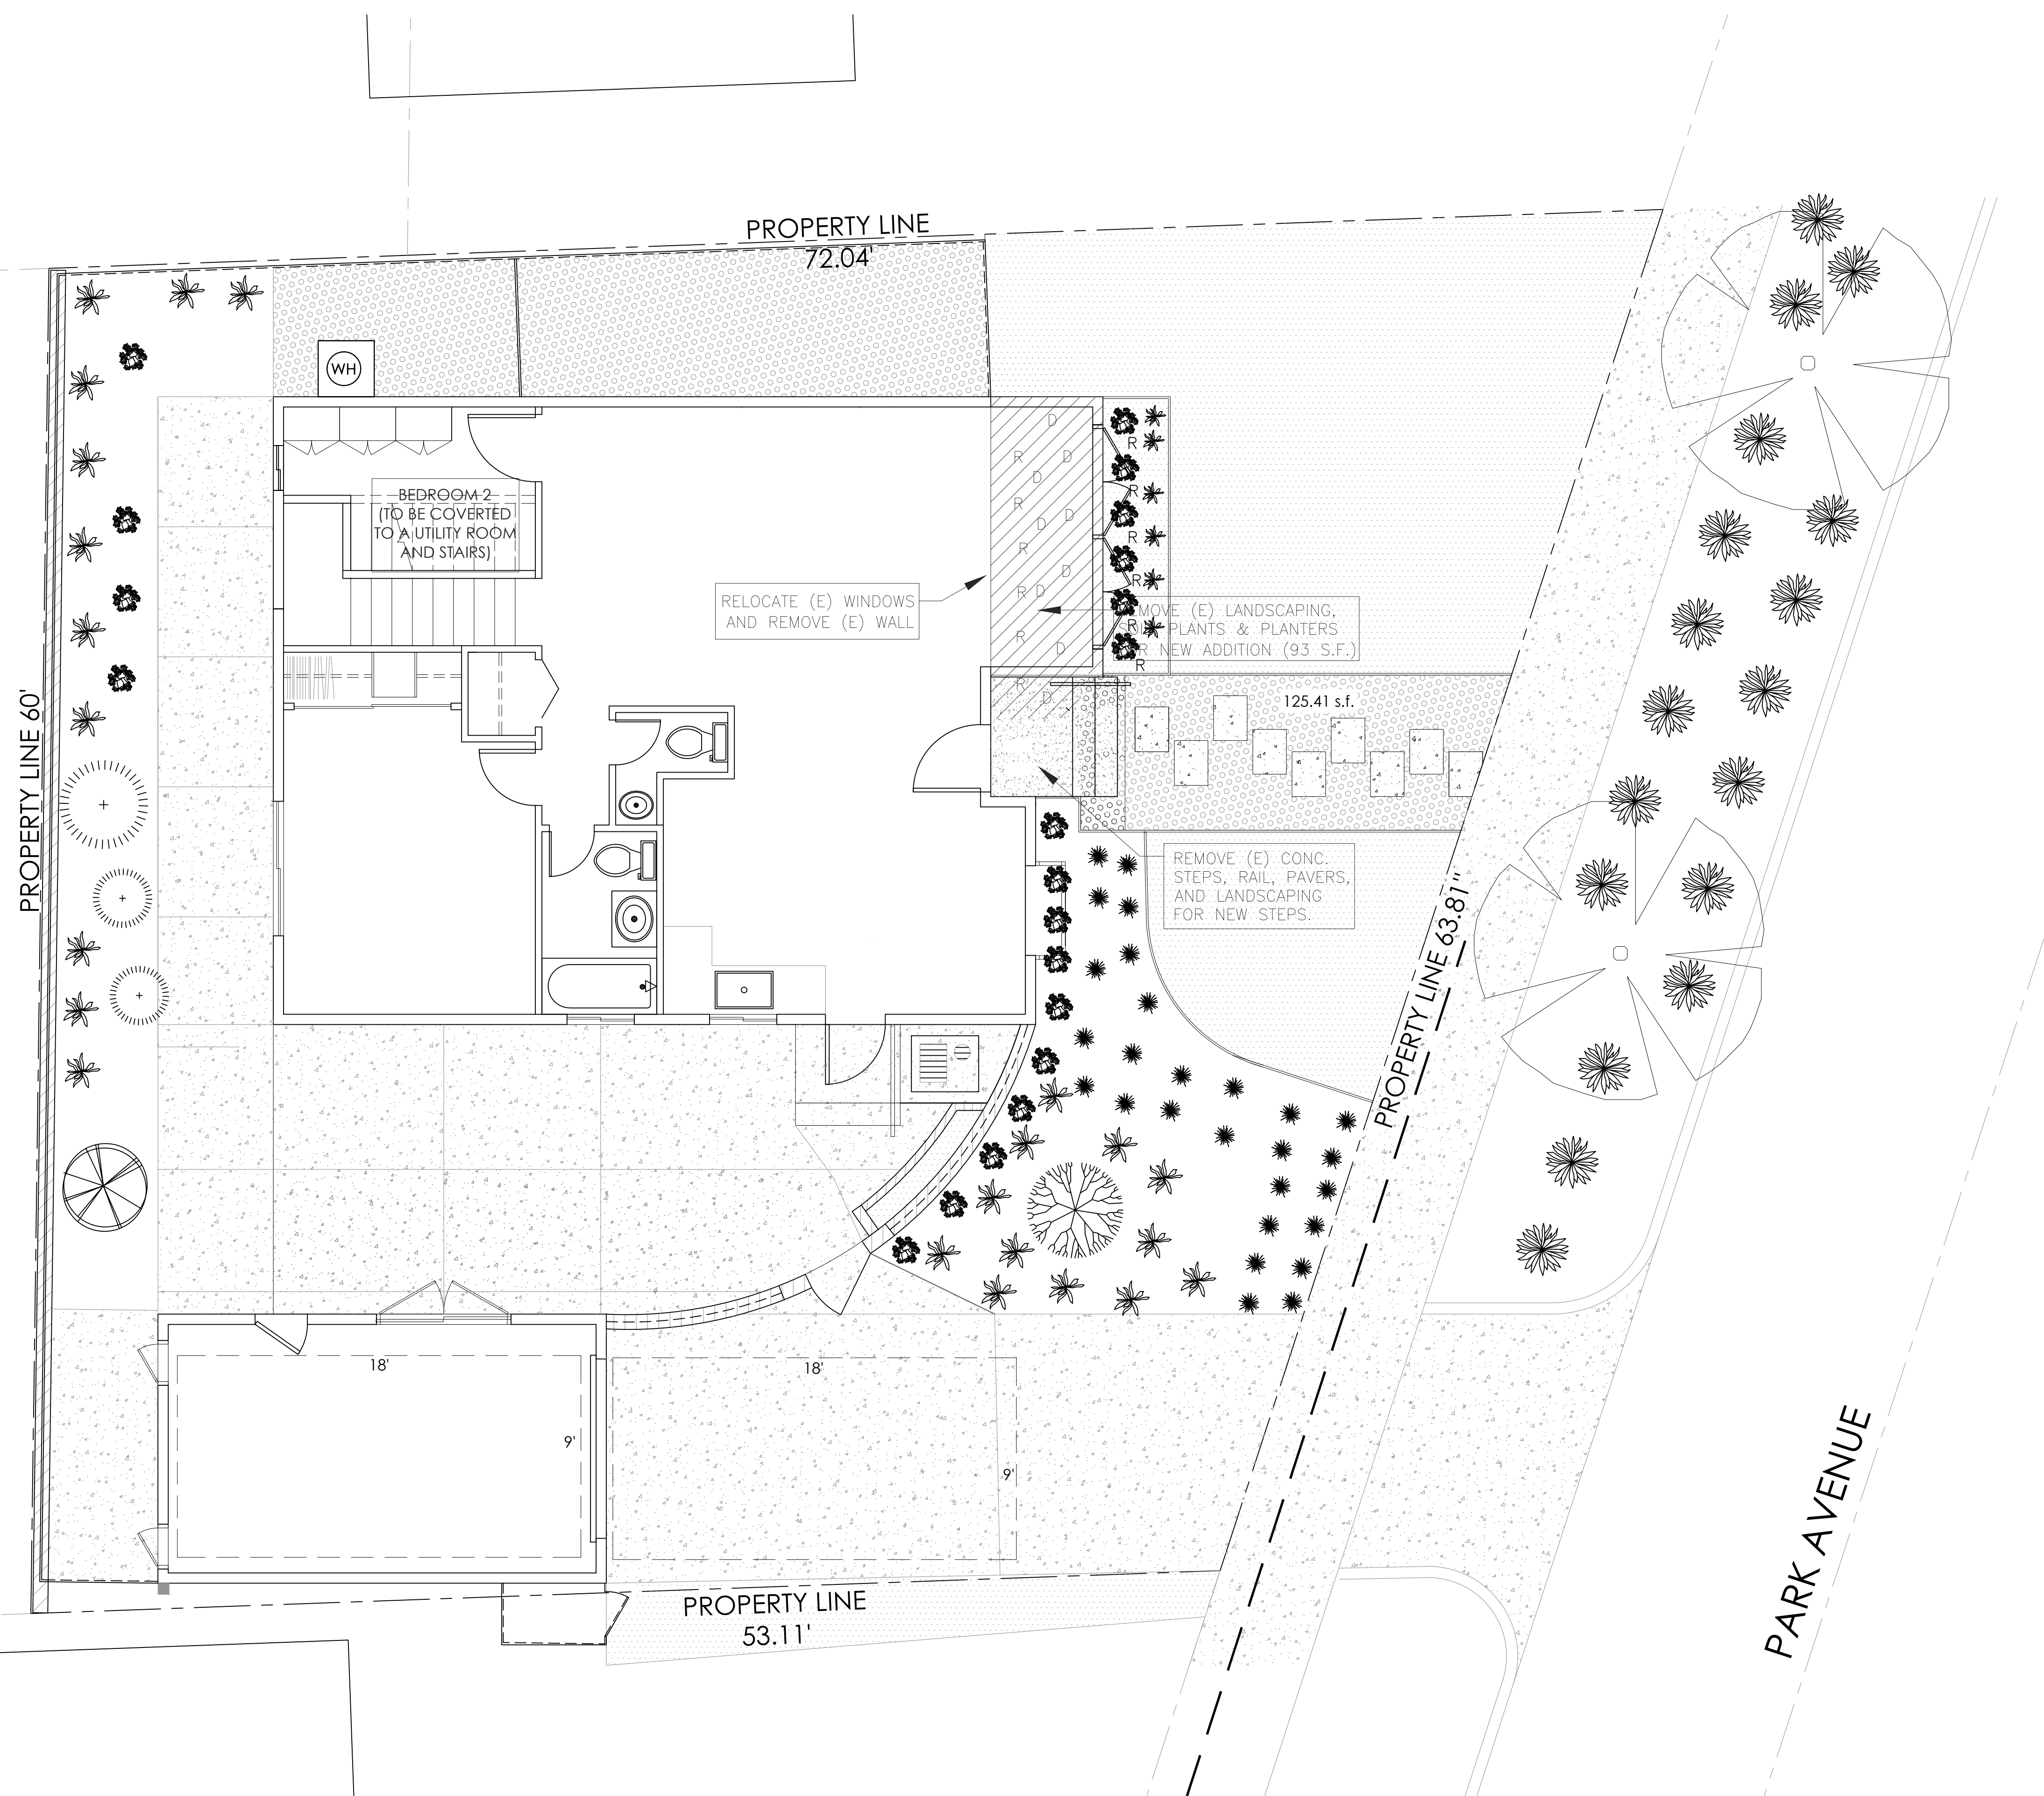 PROPERTY LINE
72.04'
WH
BEDROOM 2
(TO BE COVERTED
TO A UTILITY ROOM
AND STAIRS)
D
R
R
D
D
R
R
D
D
R
R
R
D
R
D
R
R
D
R
R
D
R
R
D
RELOCATE (E) WINDOWS
AND REMOVE (E) WALL
MOVE (E) LANDSCAPING,
PLANTS & PLANTERS
NEW ADDITION (93 S.F.)
125.41 s.f.
PROPERTY LINE 60'
REMOVE (E) CONC.
STEPS, RAIL, PAVERS,
AND LANDSCAPING
FOR NEW STEPS.
PROPERTY LINE 63.81"
18'
18'
9'
9'
PROPERTY LINE
53.11'
PARK AVENUE